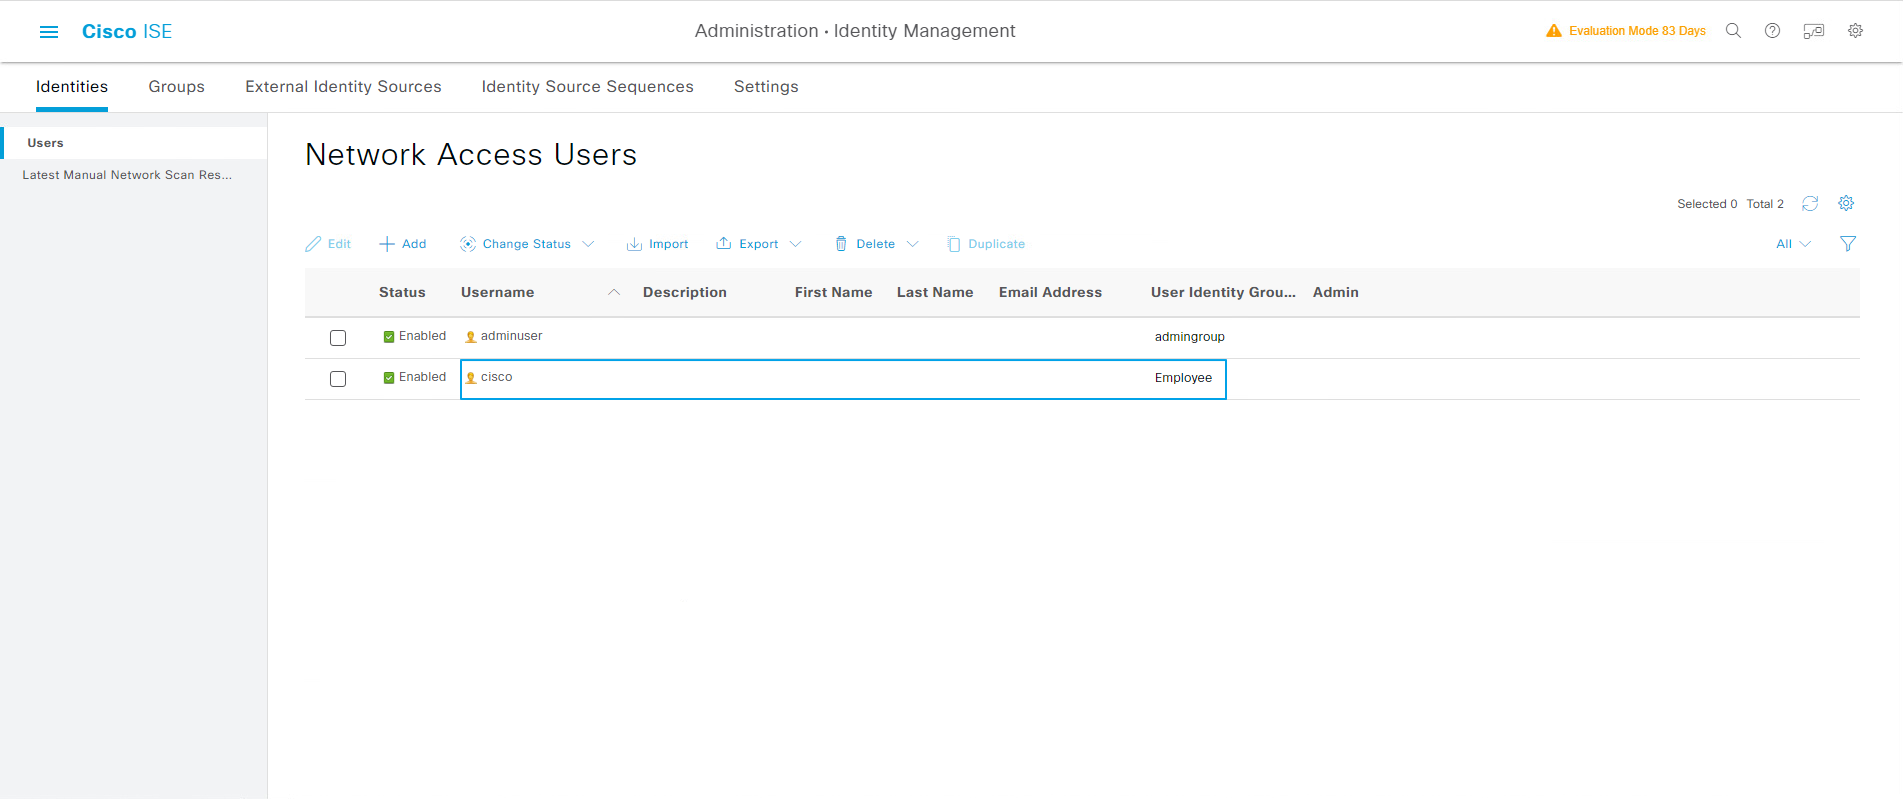 Cisco ISE
Administration · Identity Management
Evaluation Mode 83 Days
Identities Groups External Identity Sources Identity Source Sequences Settings
Users
Latest Manual Network Scan Res...
Network Access Users
Selected 0 Total 2
Edit Add Change Status Import Export Delete Duplicate All
Status Username Description First Name Last Name Email Address User Identity Grou... Admin
Enabled adminuser admingroup
Enabled cisco Employee